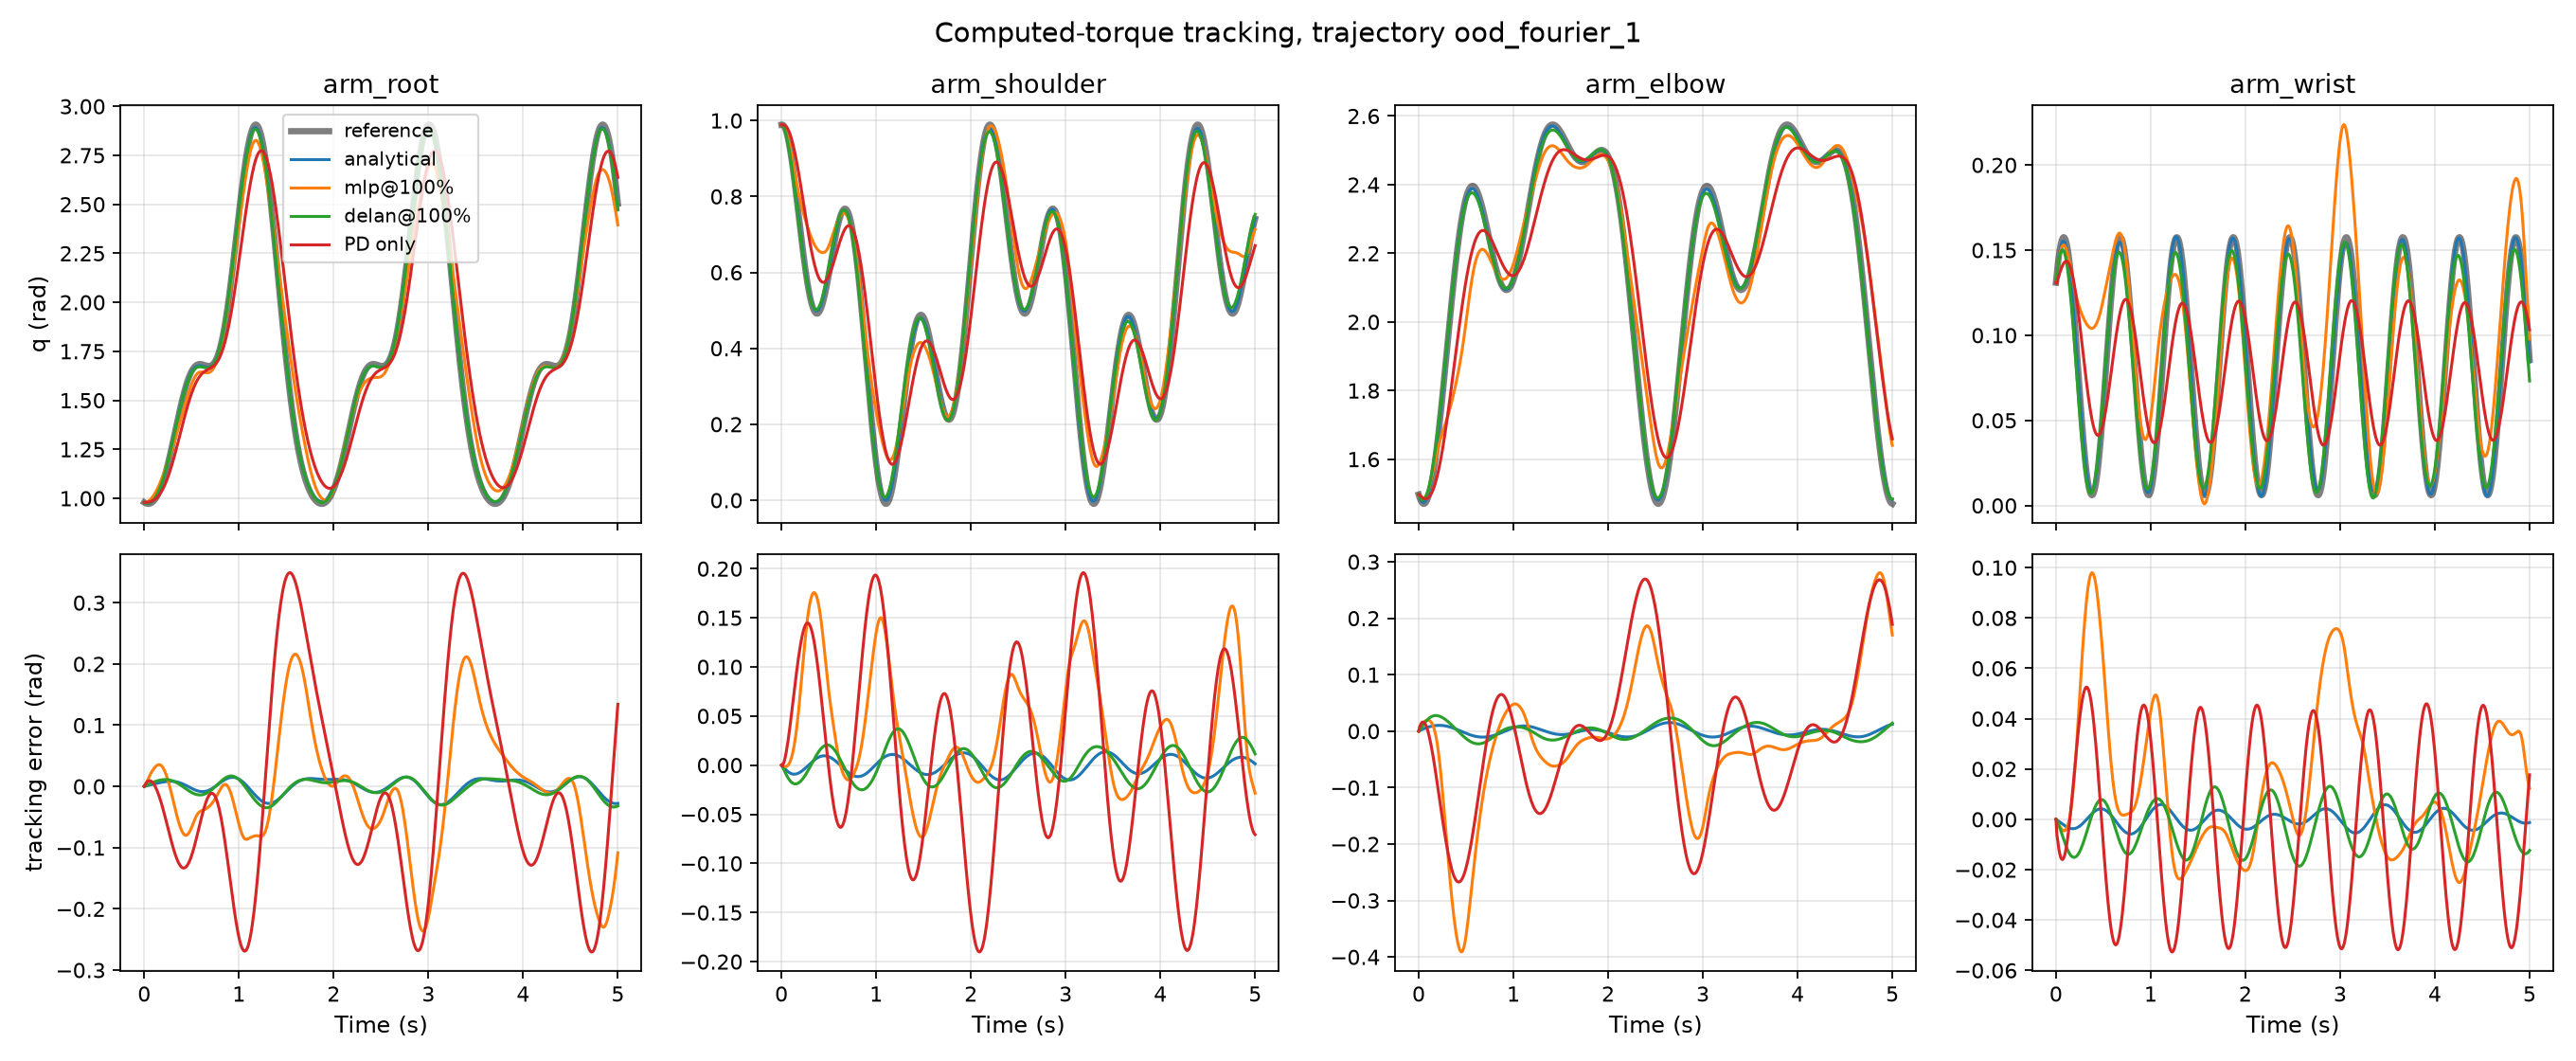 Computed-torque tracking, trajectory ood_fourier_1
arm_root
arm_shoulder
arm_elbow
arm_wrist
q (rad)
3.00
2.75
2.50
2.25
2.00
1.75
1.50
1.25
1.00
reference
analytical
mlp@100%
delan@100%
PD only
1.0
0.8
0.6
0.4
0.2
0.0
2.6
2.4
2.2
2.0
1.8
1.6
0.20
0.15
0.10
0.05
0.00
tracking error (rad)
0.3
0.2
0.1
0.0
−0.1
−0.2
−0.3
0 1 2 3 4 5
Time (s)
0.20
0.15
0.10
0.05
0.00
−0.05
−0.10
−0.15
−0.20
0 1 2 3 4 5
Time (s)
0.3
0.2
0.1
0.0
−0.1
−0.2
−0.3
−0.4
0 1 2 3 4 5
Time (s)
0.10
0.08
0.06
0.04
0.02
0.00
−0.02
−0.04
−0.06
0 1 2 3 4 5
Time (s)